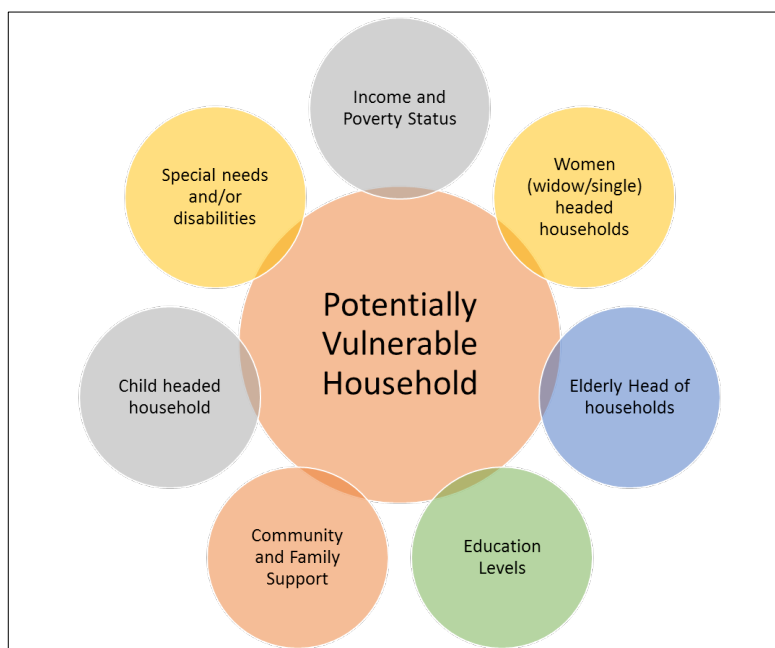 Income and
Poverty Status
Women
(widow/single)
headed
households
Elderly Head of
households
Education
Levels
Community
and Family
Support
Child headed
household
Special needs
and/or
disabilities
Potentially
Vulnerable
Household